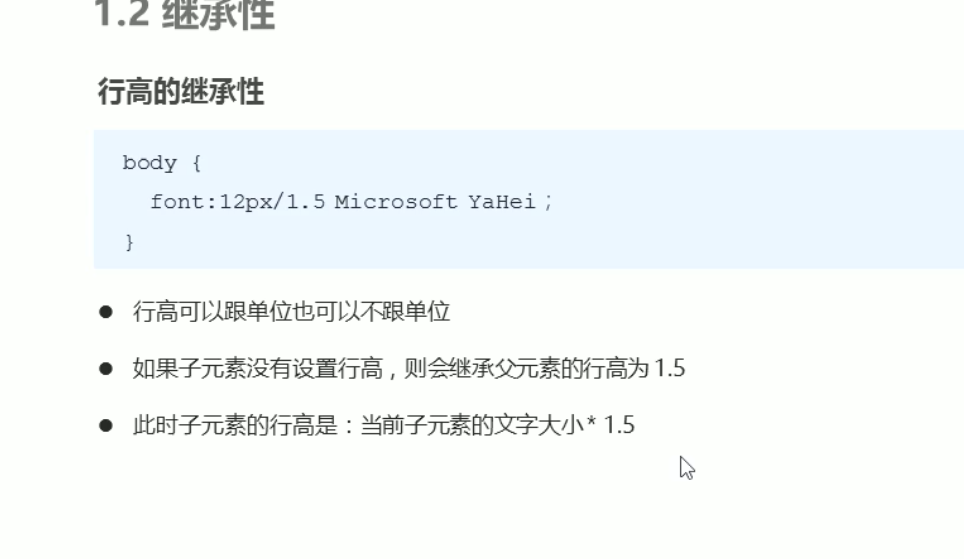 1.2 继承性
行高的继承性
body {
font:12px/1.5 Microsoft YaHei；
}
● 行高可以跟单位也可以不跟单位
● 如果子元素没有设置行高，则会继承父元素的行高为 1.5
● 此时子元素的行高是：当前子元素的文字大小 * 1.5